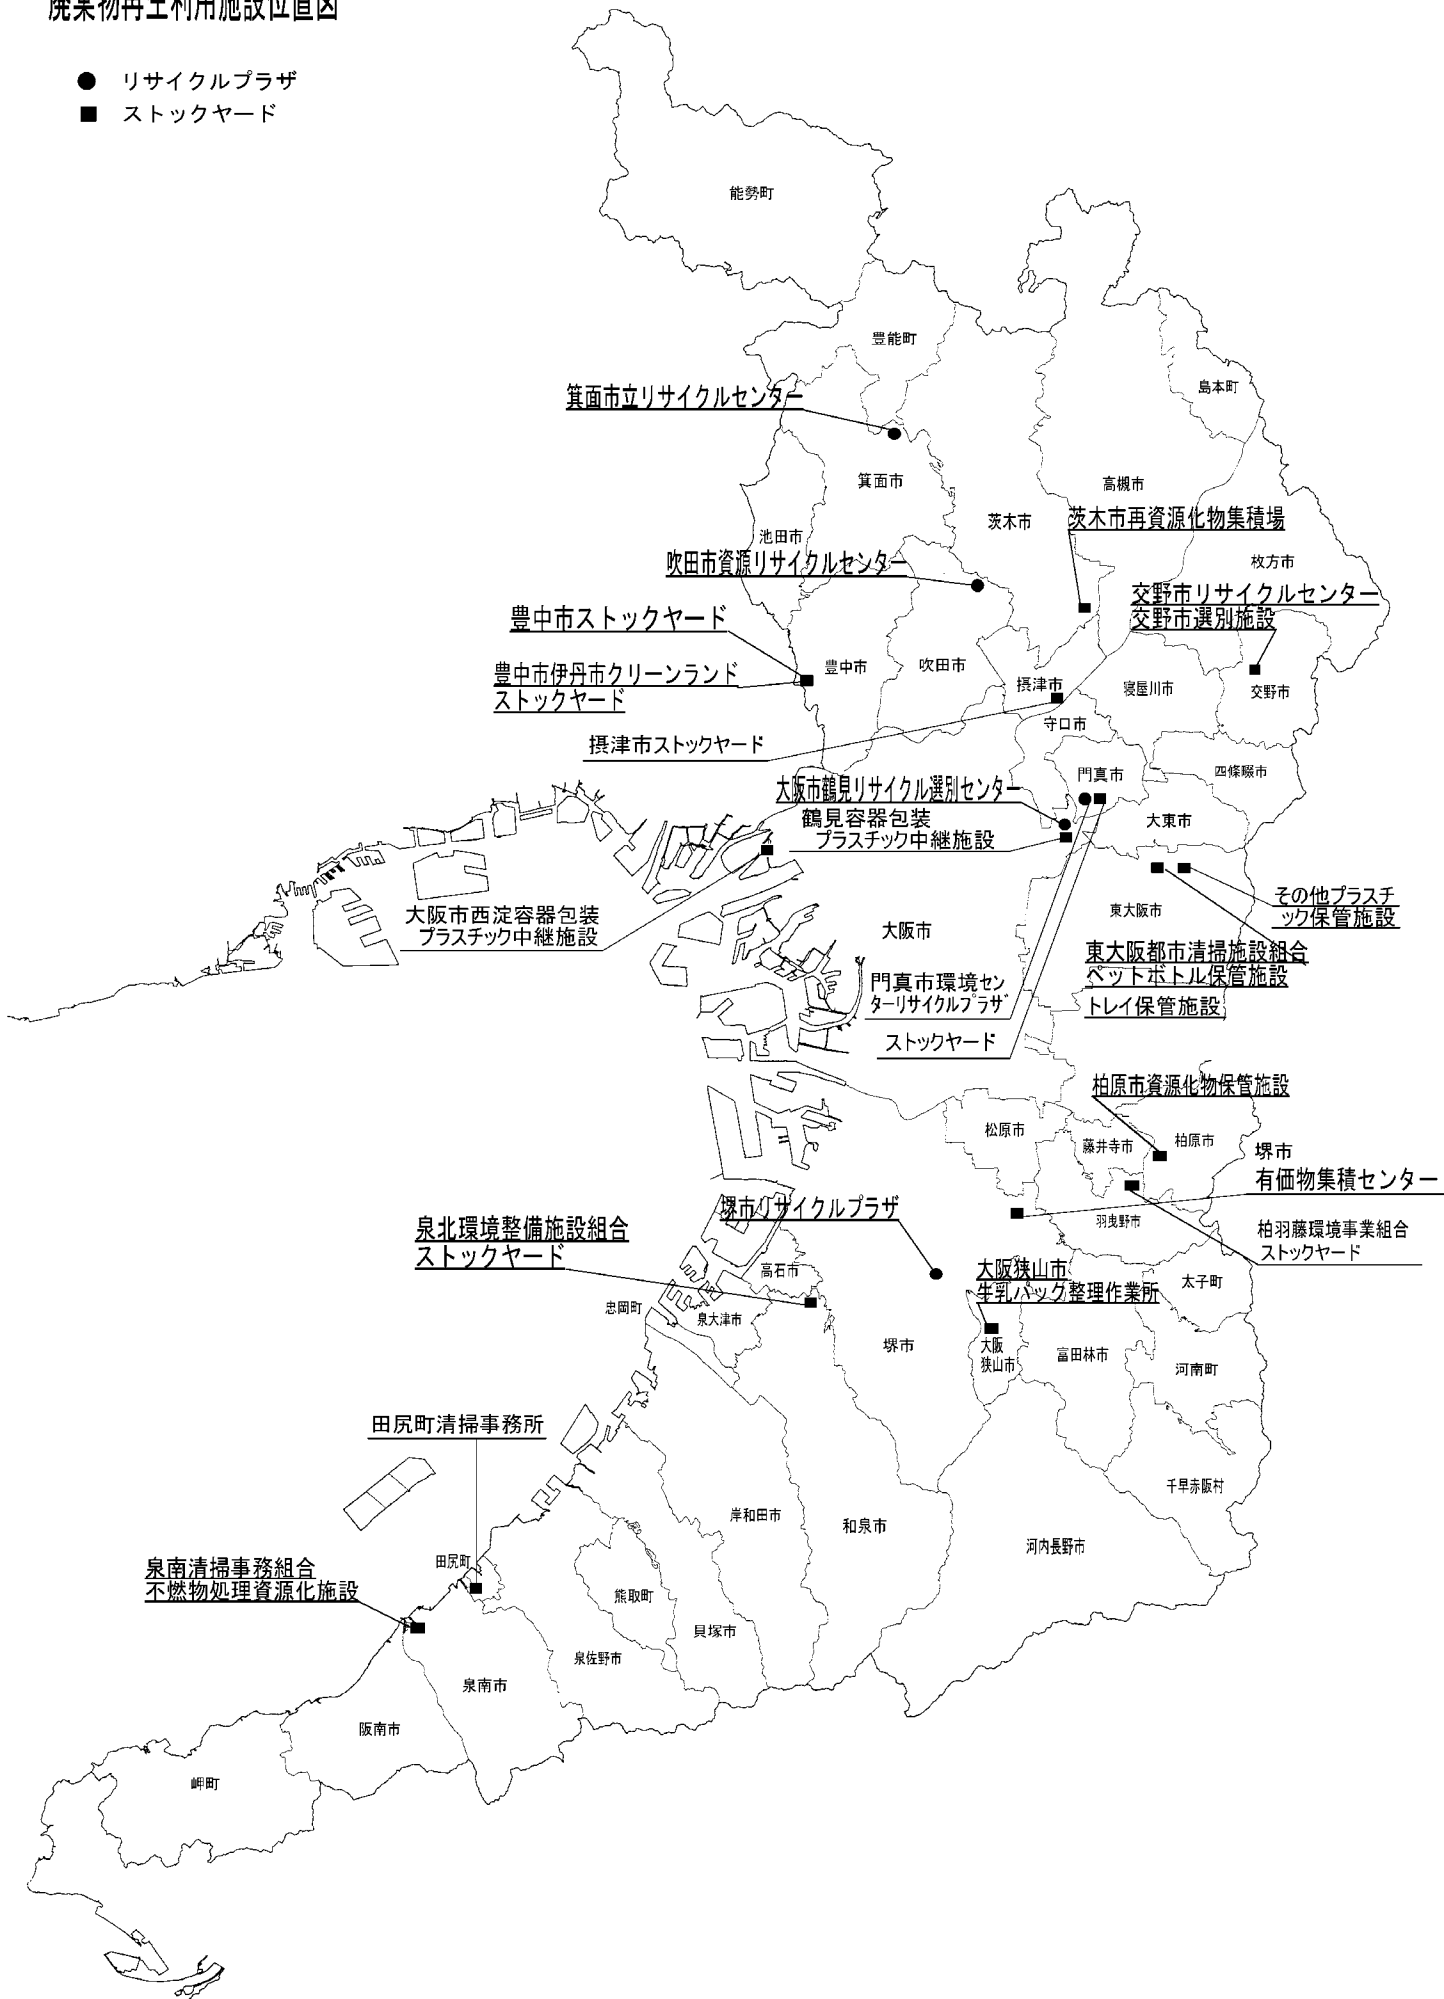 廃棄物再生利用施設位置図
● リサイクルプラザ
■ ストックヤード
能勢町
豊能町
島本町
箕面市立リサイクルセンター
箕面市
高槻市
茨木市
茨木市再資源化物集積場
池田市
吹田市資源リサイクルセンター
枚方市
交野市リサイクルセンター
交野市選別施設
豊中市ストックヤード
豊中市
吹田市
豊中市伊丹市クリーンランド
ストックヤード
摂津市
寝屋川市
交野市
守口市
摂津市ストックヤード
門真市
四條畷市
大阪市鶴見リサイクル選別センター
鶴見容器包装
プラスチック中継施設
大東市
その他プラスチ
ック保管施設
東大阪市
大阪市西淀容器包装
プラスチック中継施設
大阪市
東大阪都市清掃施設組合
ペットボトル保管施設
トレイ保管施設
門真市環境セン
ターリサイクルプラザ
ストックヤード
柏原市資源化物保管施設
松原市
藤井寺市
柏原市
堺市
有価物集積センター
堺市リサイクルプラザ
羽曳野市
泉北環境整備施設組合
ストックヤード
柏羽藤環境事業組合
ストックヤード
高石市
大阪狭山市
牛乳パック整理作業所
太子町
忠岡町
泉大津市
堺市
大阪
狭山市
富田林市
河南町
田尻町清掃事務所
千早赤阪村
岸和田市
和泉市
河内長野市
田尻町
泉南清掃事務組合
不燃物処理資源化施設
熊取町
貝塚市
泉佐野市
泉南市
阪南市
岬町